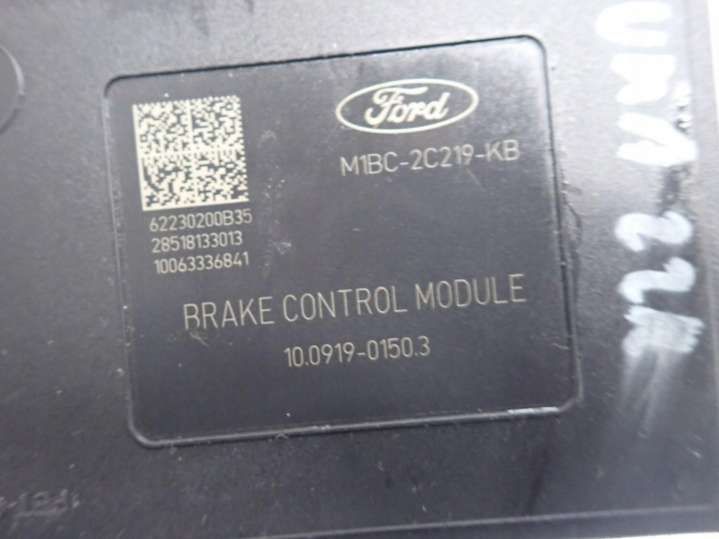 Ford
M1BC-2C219-KB
62230200B35
28518133013
10063336841
BRAKE CONTROL MODULE
10.0919-0150.3